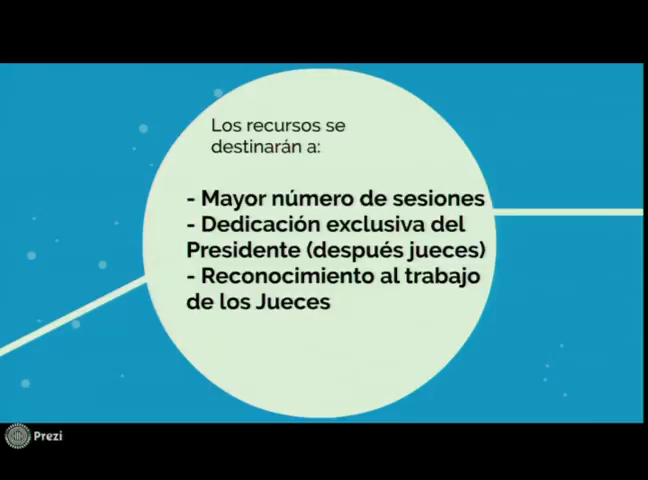 Los recursos se
destinarán a:
- Mayor número de sesiones
- Dedicación exclusiva del
Presidente (después jueces)
- Reconocimiento al trabajo
de los Jueces
Prezi